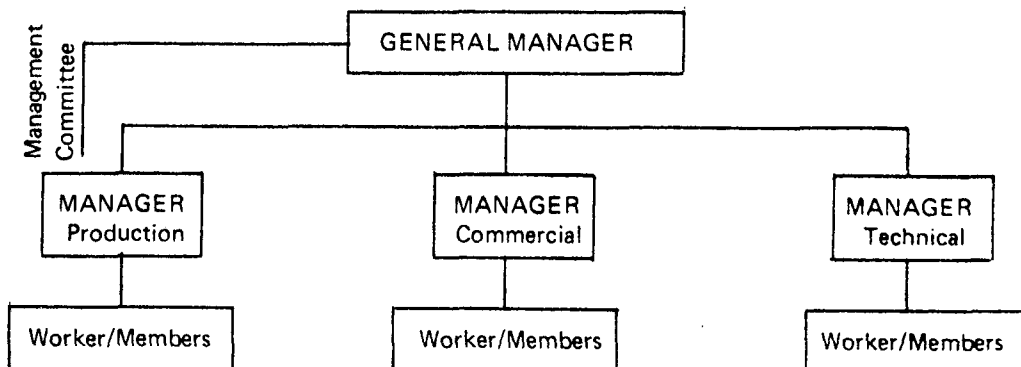 Management
Committee
GENERAL MANAGER
MANAGER
Production
MANAGER
Commercial
MANAGER
Technical
Worker/Members
Worker/Members
Worker/Members